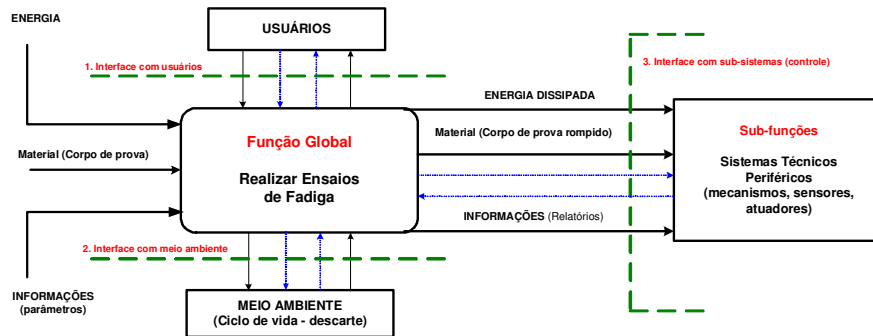 ENERGIA
USUÁRIOS
1. Interface com usuários
3. Interface com sub-sistemas (controle)
ENERGIA DISSIPADA
Função Global
Material (Corpo de prova rompido)
Sub-funções
Material (Corpo de prova)
Realizar Ensaios
de Fadiga
Sistemas Técnicos
Periféricos
(mecanismos, sensores,
atuadores)
INFORMAÇÕES (Relatórios)
2. Interface com meio ambiente
INFORMAÇÕES
(parâmetros)
MEIO AMBIENTE
(Ciclo de vida - descarte)